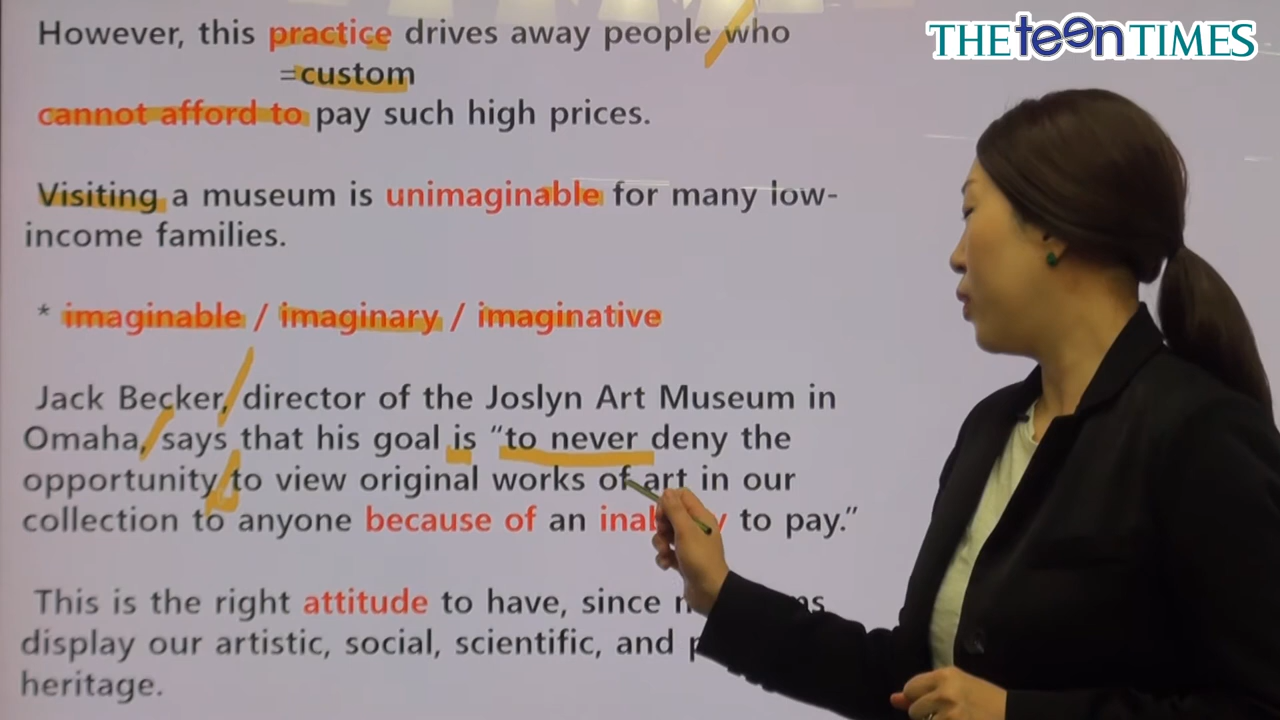 THE teen TIMES
However, this practice drives away people who
=custom
cannot afford to pay such high prices.
Visiting a museum is unimaginable for many low-
income families.
* imaginable / imaginary / imaginative
Jack Becker, director of the Joslyn Art Museum in
Omaha, says that his goal is “to never deny the
opportunity to view original works of art in our
collection to anyone because of an to pay.”
This is the right attitude to have, since
display our artistic, social, scientific, and
heritage.